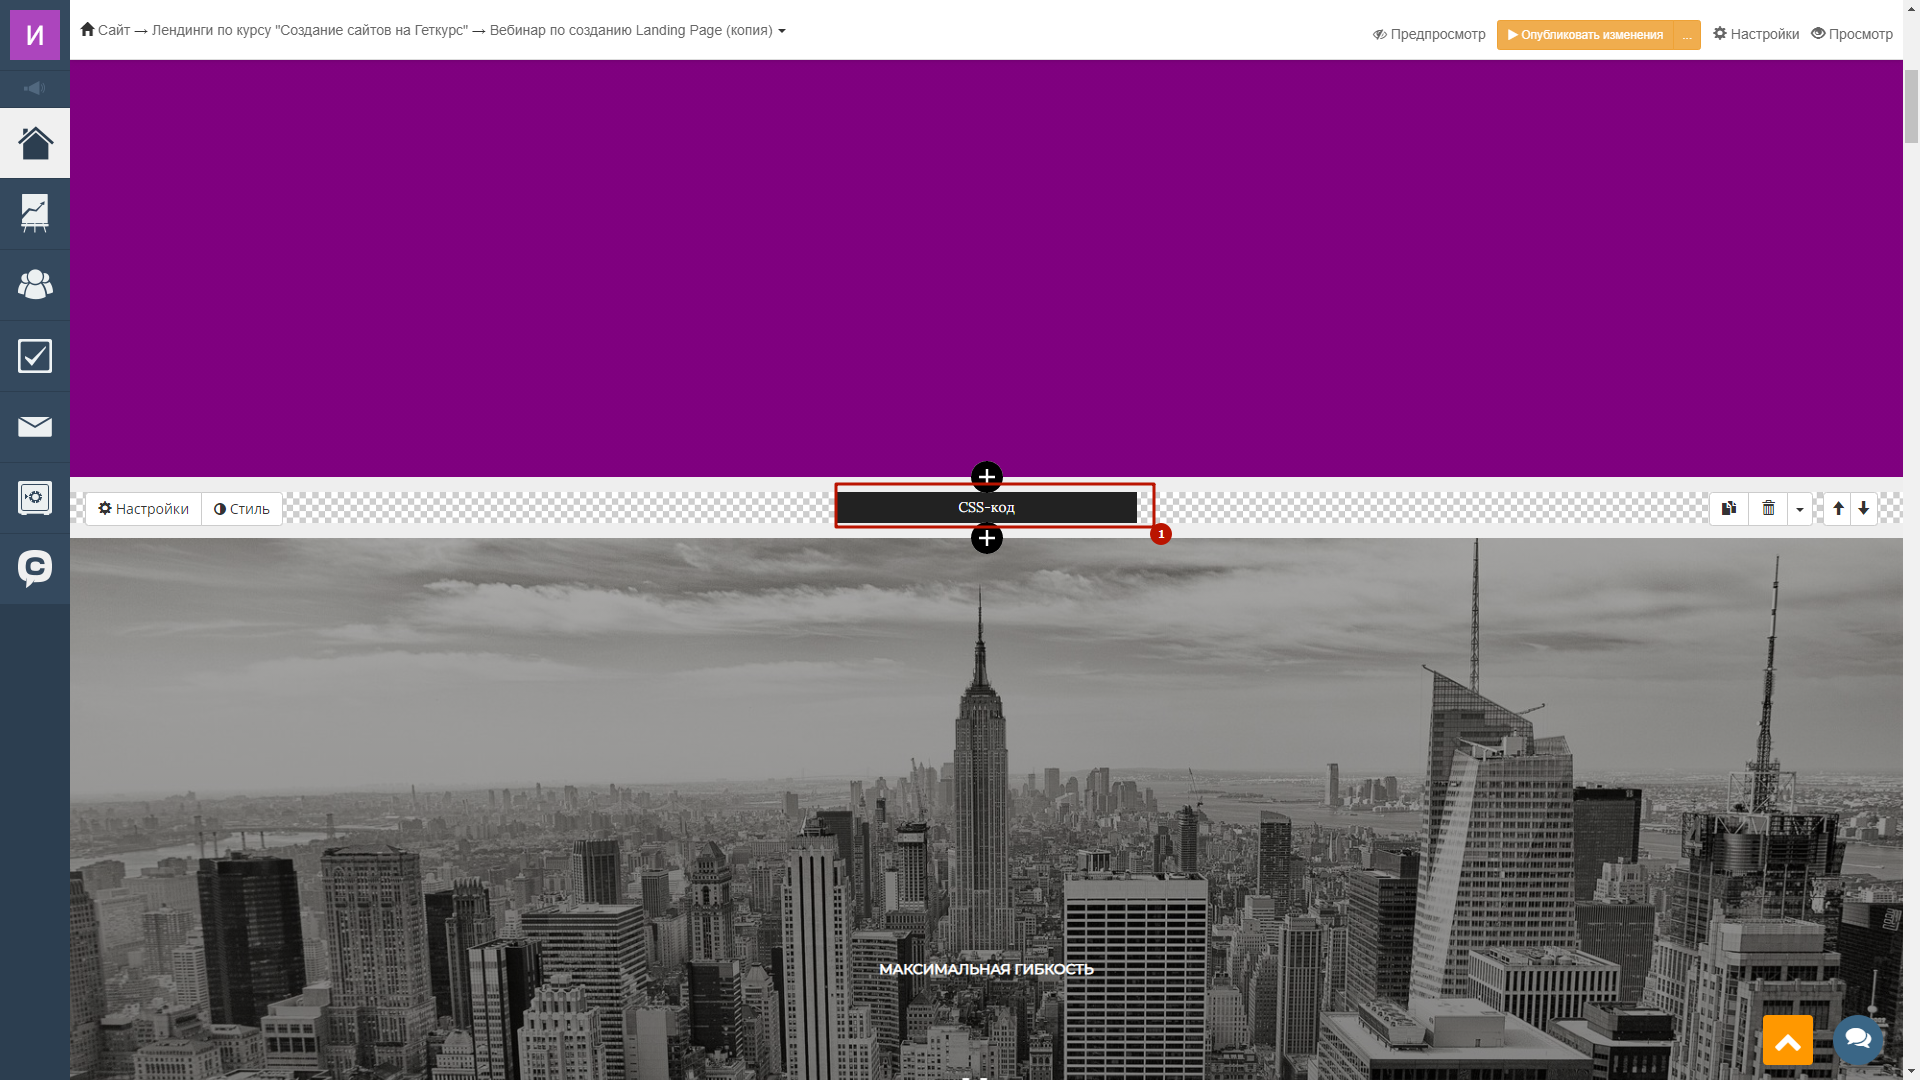 И
Сайт → Лендинги по курсу "Создание сайтов на Геткурс" → Вебинар по созданию Landing Page (копия)
Предпросмотр
Опубликовать изменения
...
Настройки
Просмотр
Настройки
Стиль
CSS-код
1
МАКСИМАЛЬНАЯ ГИБКОСТЬ